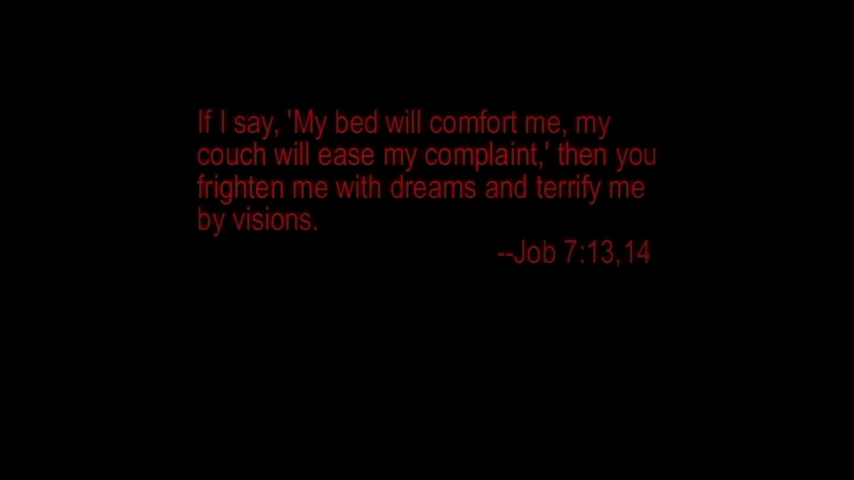 If I say, 'My bed will comfort me, my
couch will ease my complaint,' then you
frighten me with dreams and terrify me
by visions.
--Job 7:13,14